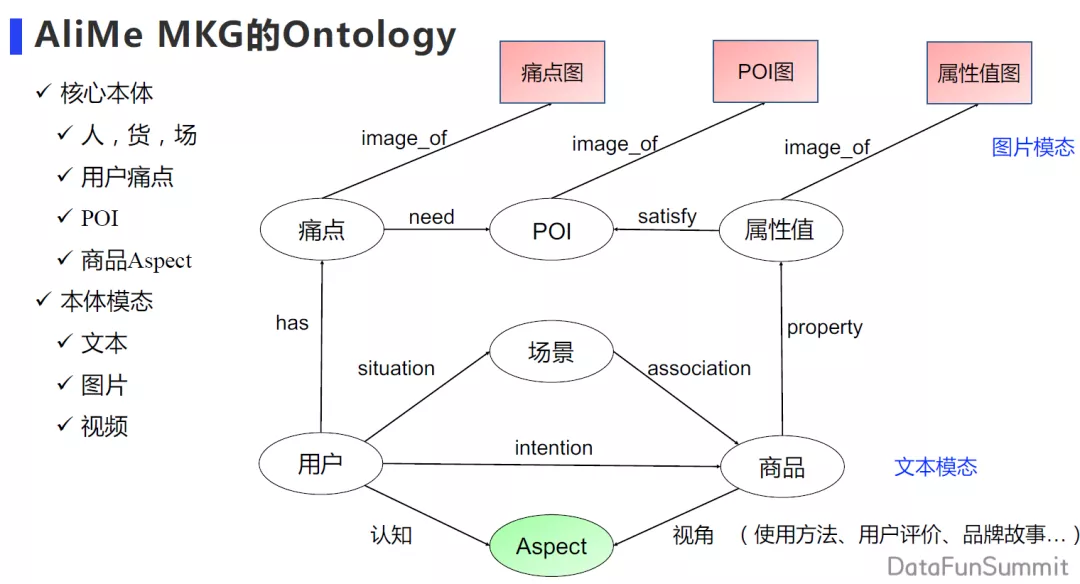 AliMe MKG的Ontology
核心本体
人，货，场
用户痛点
POI
商品Aspect
本体模态
文本
图片
视频
痛点图
POI图
属性值图
image_of
image_of
image_of
图片模态
痛点
need
POI
satisfy
属性值
has
property
situation
场景
association
用户
intention
商品
文本模态
认知
Aspect
视角
（使用方法、用户评价、品牌故事...）
DataFunSummit